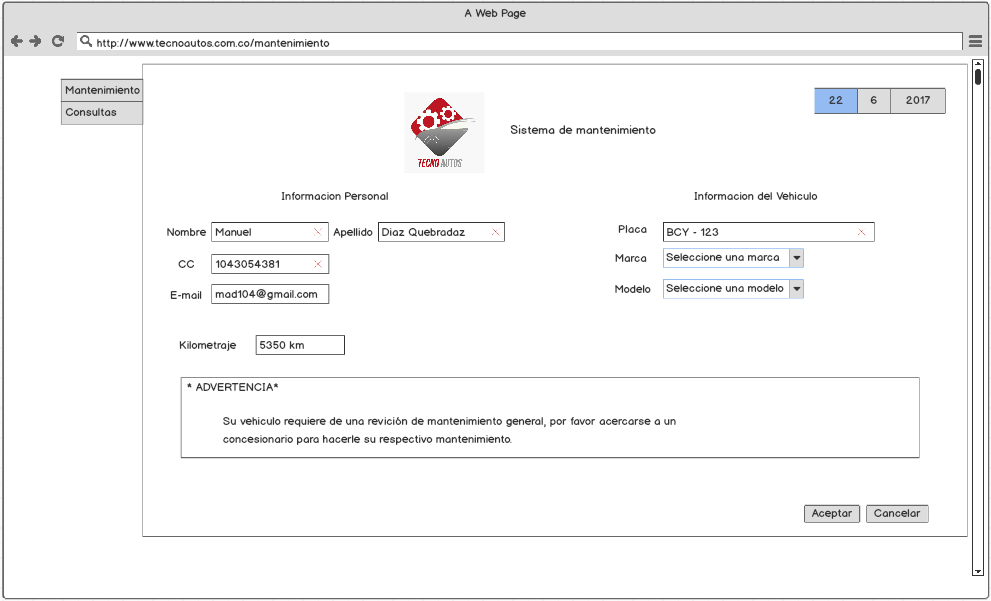 A Web Page
http://www.tecnoautos.com.co/mantenimiento
Mantenimiento
Consultas
TECNO AUTOS
Sistema de mantenimiento
22 6 2017
Informacion Personal
Informacion del Vehiculo
Nombre Manuel Apellido Diaz Quebradaz
CC 1043054381
E-mail mad104@gmail.com
Placa BCY - 123
Marca Seleccione una marca
Modelo Seleccione un modelo
Kilometraje 5350 km
* ADVERTENCIA*
Su vehiculo requiere de una revición de mantenimiento general, por favor acercarse a un
concesionario para hacerle su respectivo mantenimiento.
Aceptar Cancelar